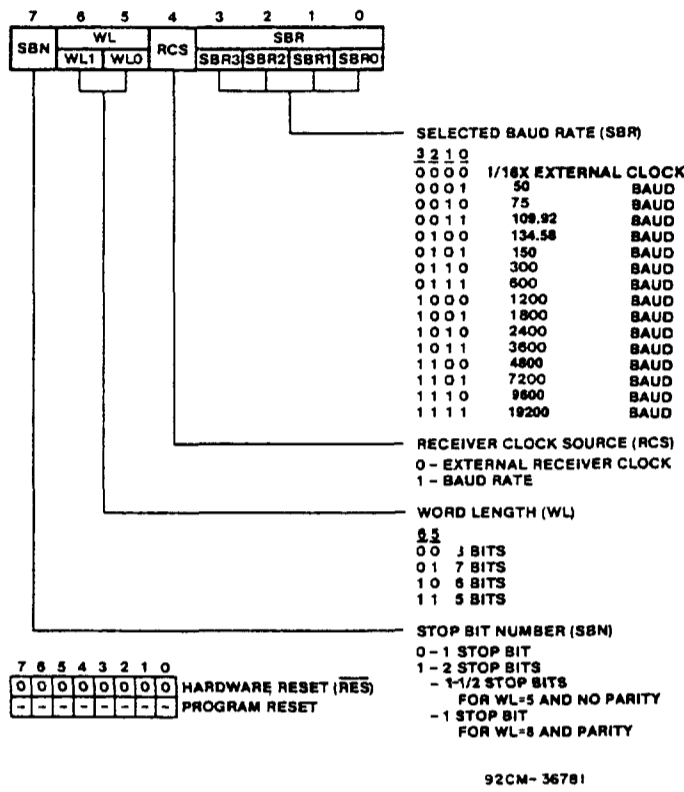 7 6 5 4 3 2 1 0
SBN WL RCS SBR
WL1 WL0 SBR3 SBR2 SBR1 SBR0
SELECTED BAUD RATE (SBR)
3 2 1 0
0 0 0 0 1/16X EXTERNAL CLOCK
0 0 0 1 50 BAUD
0 0 1 0 75 BAUD
0 0 1 1 109.92 BAUD
0 1 0 0 134.58 BAUD
0 1 0 1 150 BAUD
0 1 1 0 300 BAUD
0 1 1 1 600 BAUD
1 0 0 0 1200 BAUD
1 0 0 1 1800 BAUD
1 0 1 0 2400 BAUD
1 0 1 1 3600 BAUD
1 1 0 0 4800 BAUD
1 1 0 1 7200 BAUD
1 1 1 0 9600 BAUD
1 1 1 1 19200 BAUD
RECEIVER CLOCK SOURCE (RCS)
0 – EXTERNAL RECEIVER CLOCK
1 – BAUD RATE
WORD LENGTH (WL)
6 5
0 0 BITS
0 1 7 BITS
1 0 6 BITS
1 1 5 BITS
STOP BIT NUMBER (SBN)
0 – 1 STOP BIT
1 – 2 STOP BITS
– 1-1/2 STOP BITS
FOR WL=5 AND NO PARITY
– 1 STOP BIT
FOR WL=8 AND PARITY
7 6 5 4 3 2 1 0
0 0 0 0 0 0 0 0 HARDWARE RESET (RES)
– – – – – – – – PROGRAM RESET
92CM-36781